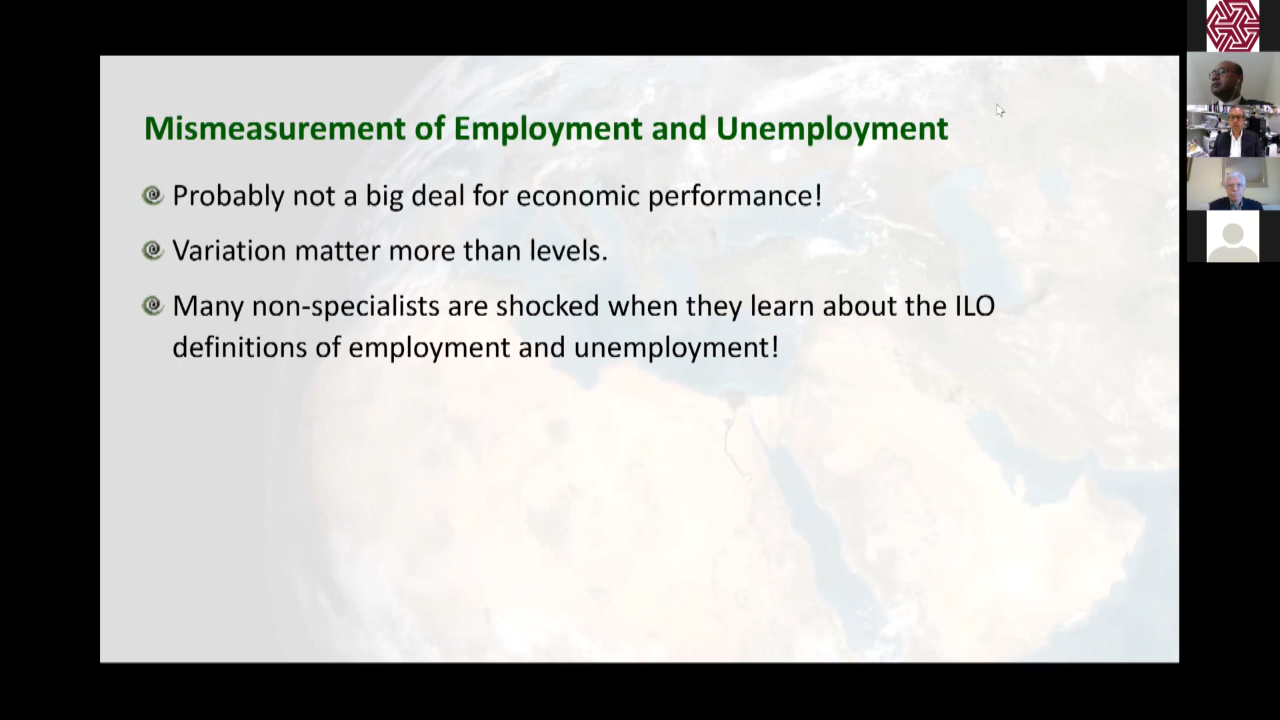 Mismeasurement of Employment and Unemployment
Probably not a big deal for economic performance!
Variation matter more than levels.
Many non-specialists are shocked when they learn about the ILO
definitions of employment and unemployment!